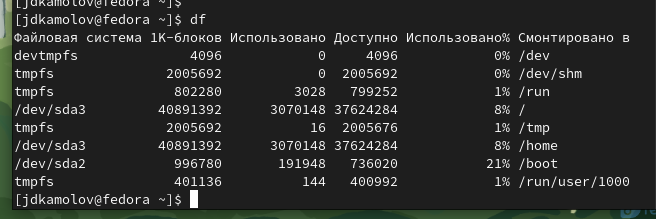 [jdkamolov@fedora ~]$
[jdkamolov@fedora ~]$ df
Файловая система 1K-блоков Использовано Доступно Использовано% Смонтировано в
devtmpfs 4096 0 4096 0% /dev
tmpfs 2005692 0 2005692 0% /dev/shm
tmpfs 802280 3028 799252 1% /run
/dev/sda3 40891392 3070148 37624284 8% /
tmpfs 2005692 16 2005676 1% /tmp
/dev/sda3 40891392 3070148 37624284 8% /home
/dev/sda2 996780 191948 736020 21% /boot
tmpfs 401136 144 400992 1% /run/user/1000
[jdkamolov@fedora ~]$